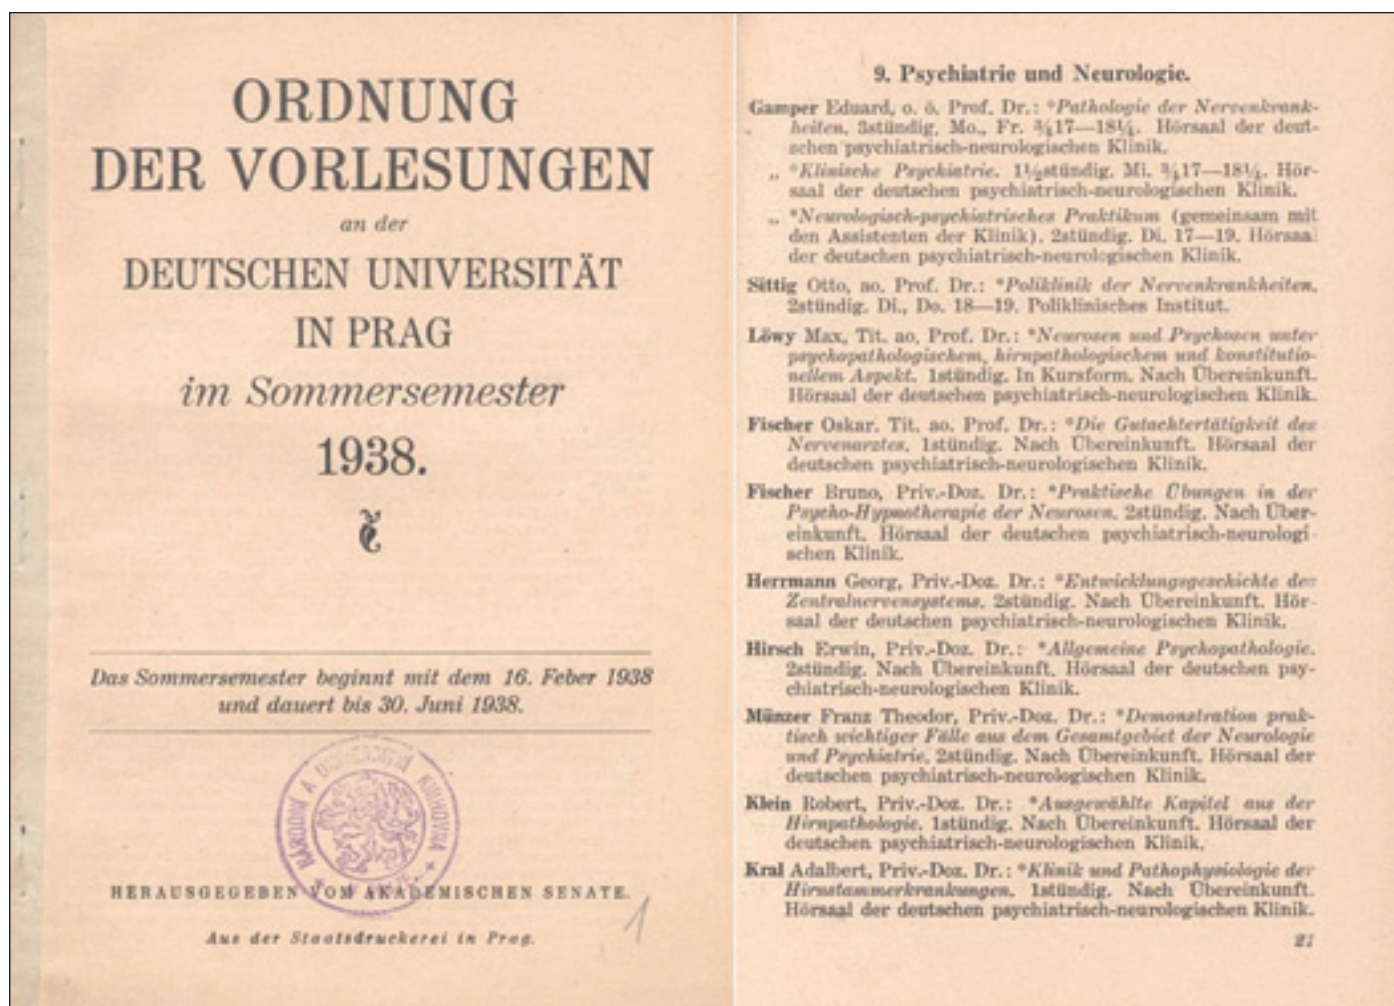 ORDNUNG
DER VORLESUNGEN
an der
DEUTSCHEN UNIVERSITÄT
IN PRAG
im Sommersemester
1938.
Das Sommersemester beginnt mit dem 16. Feber 1938
und dauert bis 30. Juni 1938.
NÁRODNÍ A UNIVERSITNÍ KNIHOVNA
HERAUSGEGEBEN VOM AKADEMISCHEN SENATE.
1
Aus der Staatsdruckerei in Prag.
9. Psychiatrie und Neurologie.
Gamper Eduard, o. ö. Prof. Dr.: *Pathologie der Nervenkrank-
heiten. 3stündig. Mo., Fr. ¾17—18¼. Hörsaal der deut-
schen psychiatrisch-neurologischen Klinik.
„ *Klinische Psychiatrie. 1½stündig. Mi. ¾17—18¼. Hör-
saal der deutschen psychiatrisch-neurologischen Klinik.
„ *Neurologisch-psychiatrisches Praktikum (gemeinsam mit
den Assistenten der Klinik). 2stündig. Di. 17—19. Hörsaal
der deutschen psychiatrisch-neurologischen Klinik.
Sittig Otto, ao. Prof. Dr.: *Poliklinik der Nervenkrankheiten.
2stündig. Di., Do. 18—19. Poliklinisches Institut.
Löwy Max, Tit. ao. Prof. Dr.: *Neurosen und Psychosen unter
psychopathologischem, hirnpathologischem und konstitutio-
nellem Aspekt. 1stündig. In Kursform. Nach Übereinkunft.
Hörsaal der deutschen psychiatrisch-neurologischen Klinik.
Fischer Oskar. Tit. ao. Prof. Dr.: *Die Gutachtertätigkeit des
Nervenarztes. 1stündig. Nach Übereinkunft. Hörsaal der
deutschen psychiatrisch-neurologischen Klinik.
Fischer Bruno, Priv.-Doz. Dr.: *Praktische Übungen in der
Psycho-Hypnotherapie der Neurosen. 2stündig. Nach Über-
einkunft. Hörsaal der deutschen psychiatrisch-neurologi-
schen Klinik.
Herrmann Georg, Priv.-Doz. Dr.: *Entwicklungsgeschichte des
Zentralnervensystems. 2stündig. Nach Übereinkunft. Hör-
saal der deutschen psychiatrisch-neurologischen Klinik.
Hirsch Erwin, Priv.-Doz. Dr.: *Allgemeine Psychopathologie.
2stündig. Nach Übereinkunft. Hörsaal der deutschen psy-
chiatrisch-neurologischen Klinik.
Münzer Franz Theodor, Priv.-Doz. Dr.: *Demonstration prak-
tisch wichtiger Fälle aus dem Gesamtgebiet der Neurologie
und Psychiatrie. 2stündig. Nach Übereinkunft. Hörsaal der
deutschen psychiatrisch-neurologischen Klinik.
Klein Robert, Priv.-Doz. Dr.: *Ausgewählte Kapitel aus der
Hirnpathologie. 1stündig. Nach Übereinkunft. Hörsaal der
deutschen psychiatrisch-neurologischen Klinik.
Kral Adalbert, Priv.-Doz. Dr.: *Klinik und Pathophysiologie der
Hirnstammerkrankungen. 1stündig. Nach Übereinkunft.
Hörsaal der deutschen psychiatrisch-neurologischen Klinik.
27